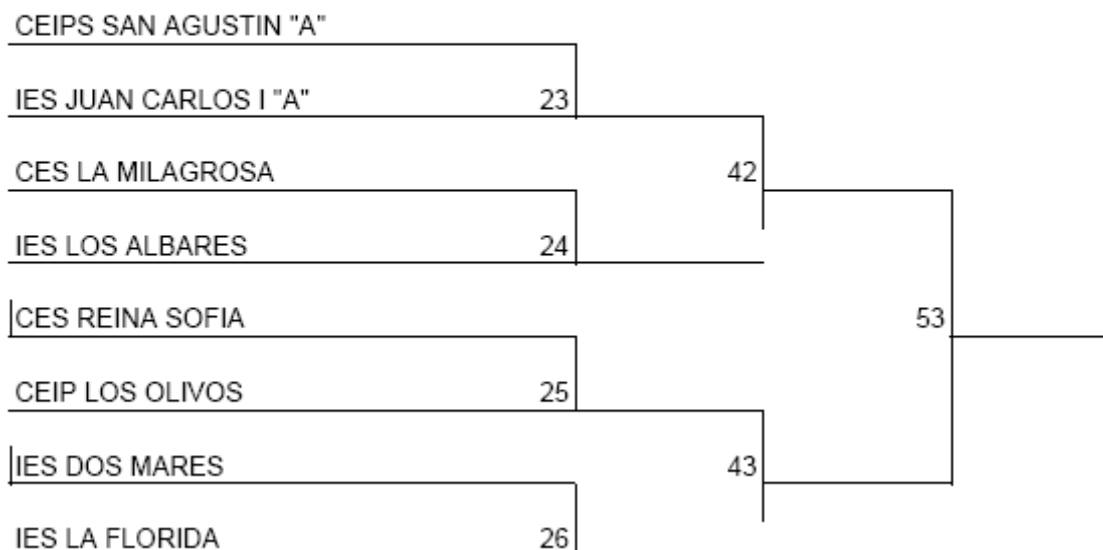 CEIPS SAN AGUSTIN "A"
IES JUAN CARLOS I "A" 23
CES LA MILAGROSA 42
IES LOS ALBARES 24
CES REINA SOFIA 53
CEIP LOS OLIVOS 25
IES DOS MARES 43
IES LA FLORIDA 26